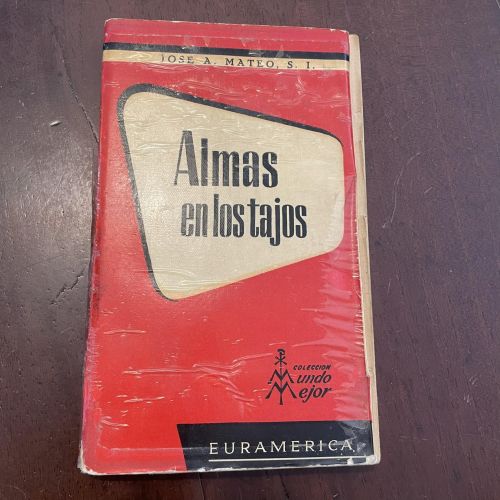 JOSE A. MATEO, S. I.
Almas
en los tajos
COLECCION
Mundo
Mejor
EURAMERICA